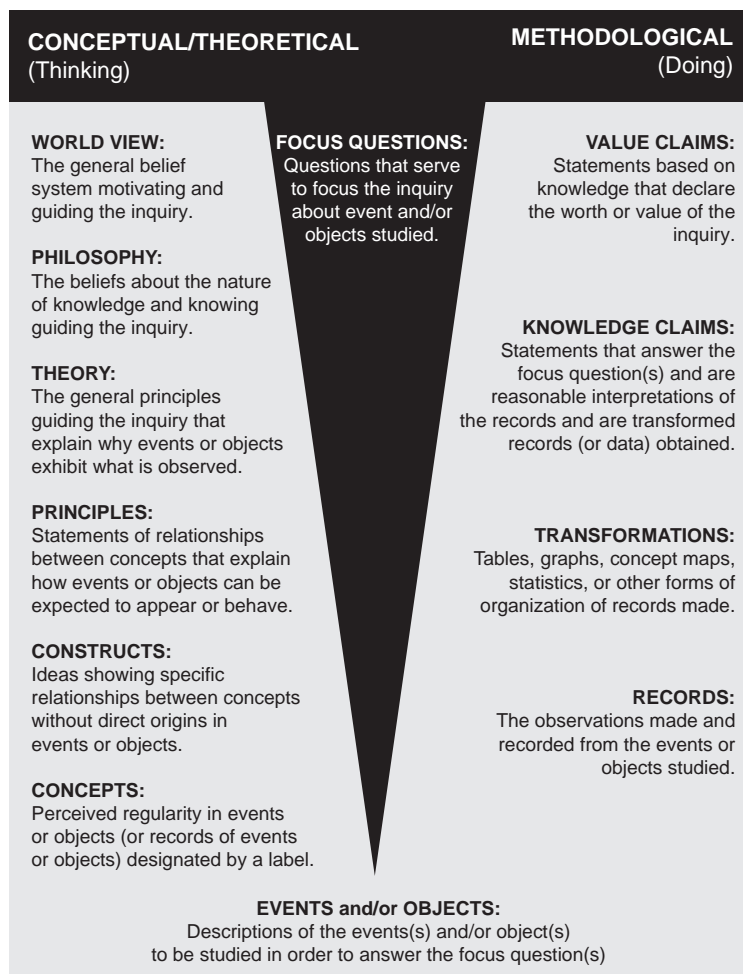 CONCEPTUAL/THEORETICAL
(Thinking)
METHODOLOGICAL
(Doing)
WORLD VIEW:
The general belief
system motivating and
guiding the inquiry.
PHILOSOPHY:
The beliefs about the nature
of knowledge and knowing
guiding the inquiry.
THEORY:
The general principles
guiding the inquiry that
explain why events or objects
exhibit what is observed.
PRINCIPLES:
Statements of relationships
between concepts that explain
how events or objects can be
expected to appear or behave.
CONSTRUCTS:
Ideas showing specific
relationships between concepts
without direct origins in
events or objects.
CONCEPTS:
Perceived regularity in events
or objects (or records of events
or objects) designated by a label.
FOCUS QUESTIONS:
Questions that serve
to focus the inquiry
about event and/or
objects studied.
VALUE CLAIMS:
Statements based on
knowledge that declare
the worth or value of the
inquiry.
KNOWLEDGE CLAIMS:
Statements that answer the
focus question(s) and are
reasonable interpretations of
the records and are transformed
records (or data) obtained.
TRANSFORMATIONS:
Tables, graphs, concept maps,
statistics, or other forms of
organization of records made.
RECORDS:
The observations made and
recorded from the events or
objects studied.
EVENTS and/or OBJECTS:
Descriptions of the events(s) and/or object(s)
to be studied in order to answer the focus question(s)